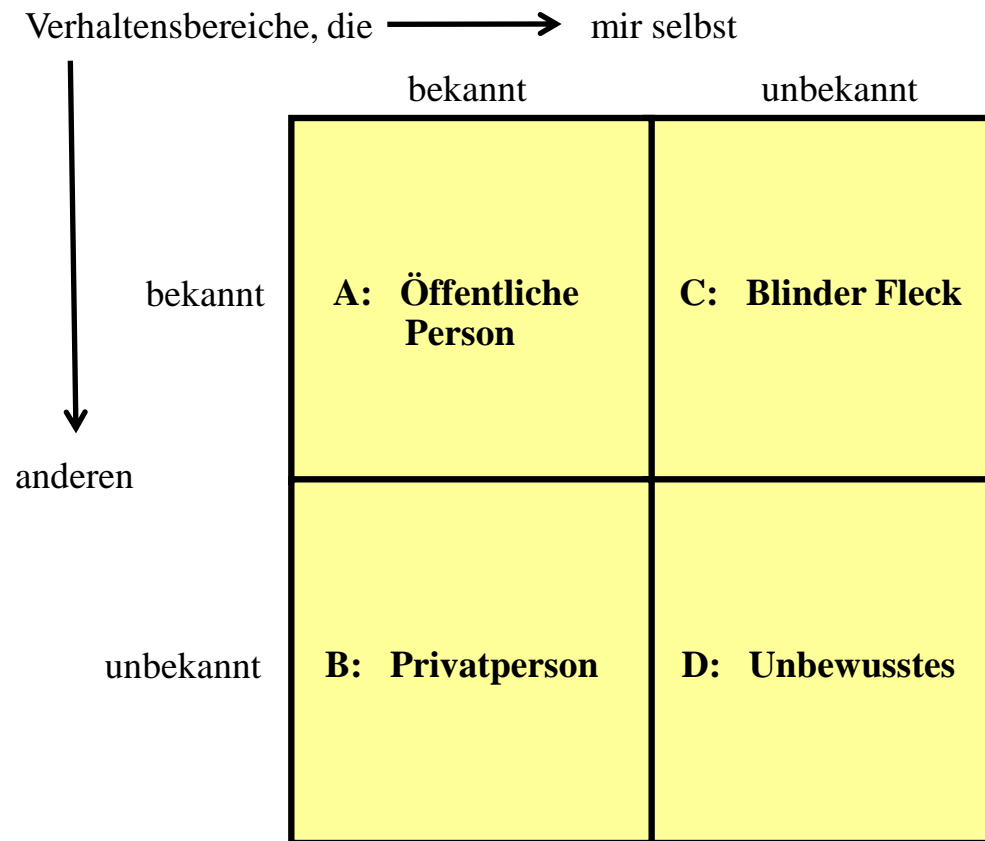 Verhaltensbereiche, die mir selbst
bekannt unbekannt
bekannt
A: Öffentliche
Person
C: Blinder Fleck
anderen
unbekannt
B: Privatperson
D: Unbewusstes